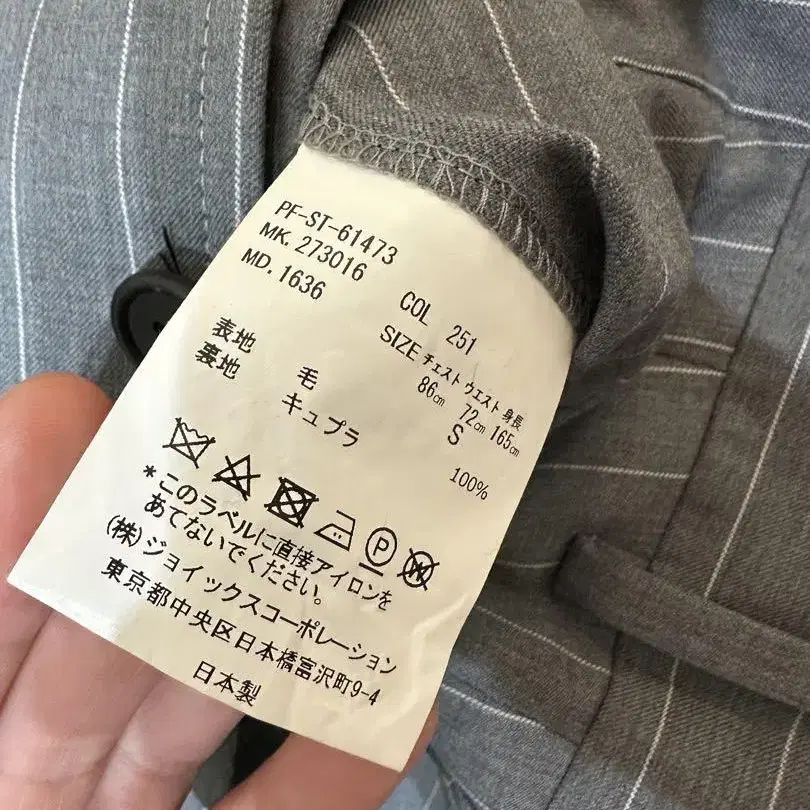 PF-ST-61473
MK. 273016
MD. 1636
COL 251
SIZE チェスト ウエスト 身長
86㎝ 72㎝ 165㎝
S
表地 毛
裏地 キュプラ 100%
P
W
*このラベルに直接アイロンを
あてないでください。
(株)ジョイックスコーポレーション
東京都中央区日本橋富沢町9-4
日本製